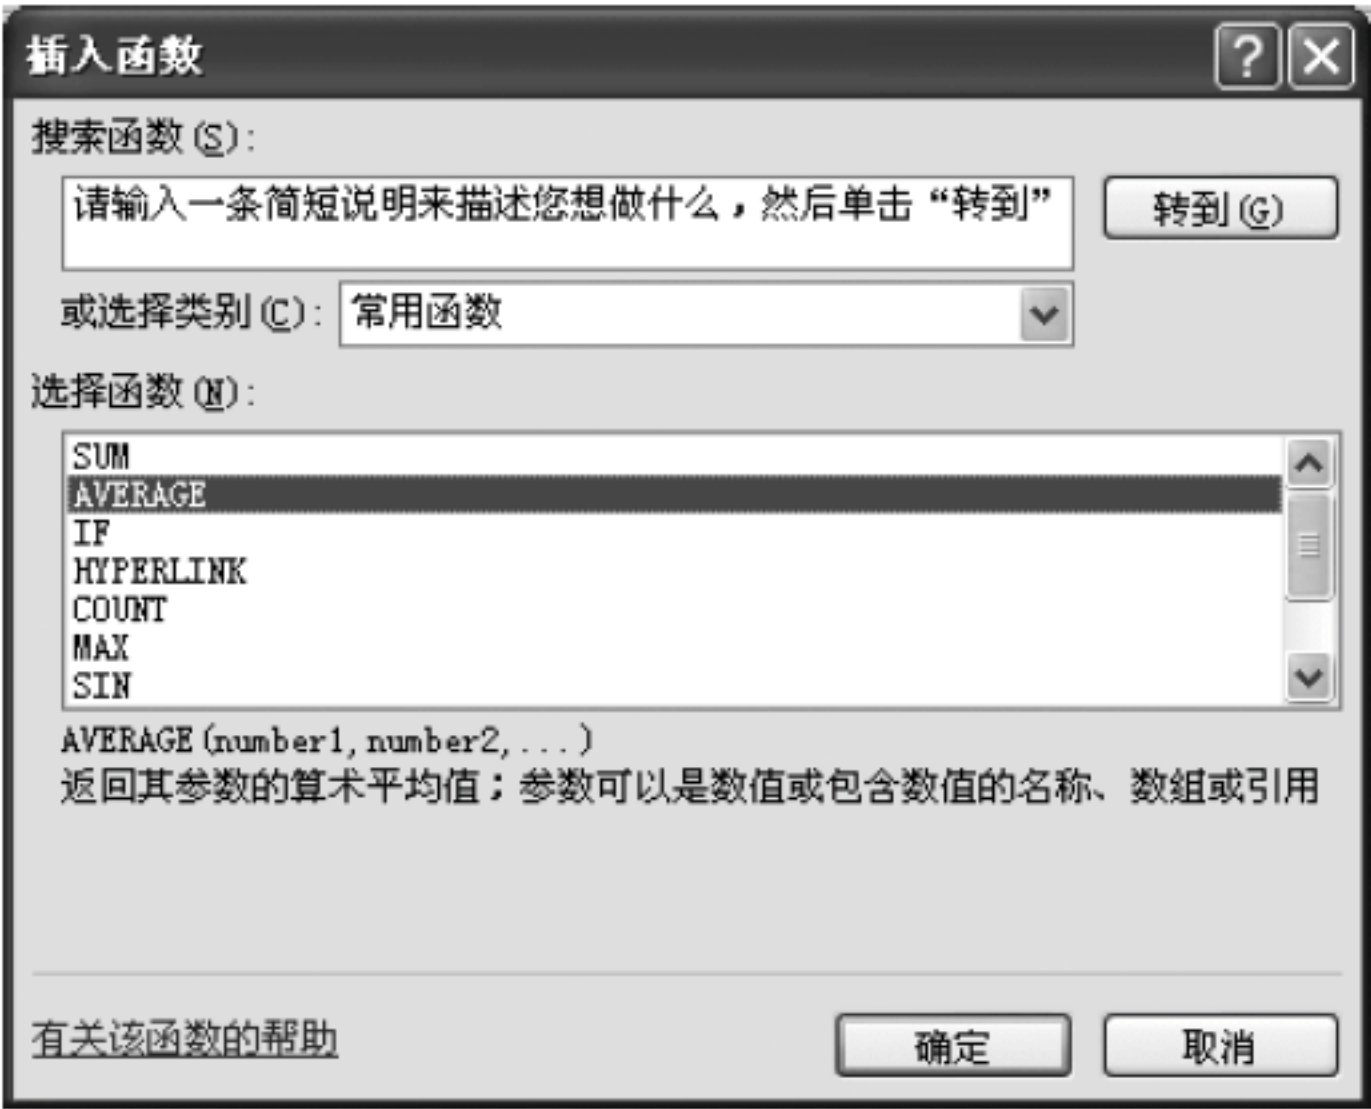 插入函数
搜索函数(S):
请输入一条简短说明来描述您想做什么，然后单击“转到”
转到(G)
或选择类别(C):
常用函数
选择函数(N):
SUM
AVERAGE
IF
HYPERLINK
COUNT
MAX
SIN
AVERAGE(number1,number2,...)
返回其参数的算术平均值；参数可以是数值或包含数值的名称、数组或引用
有关该函数的帮助
确定
取消